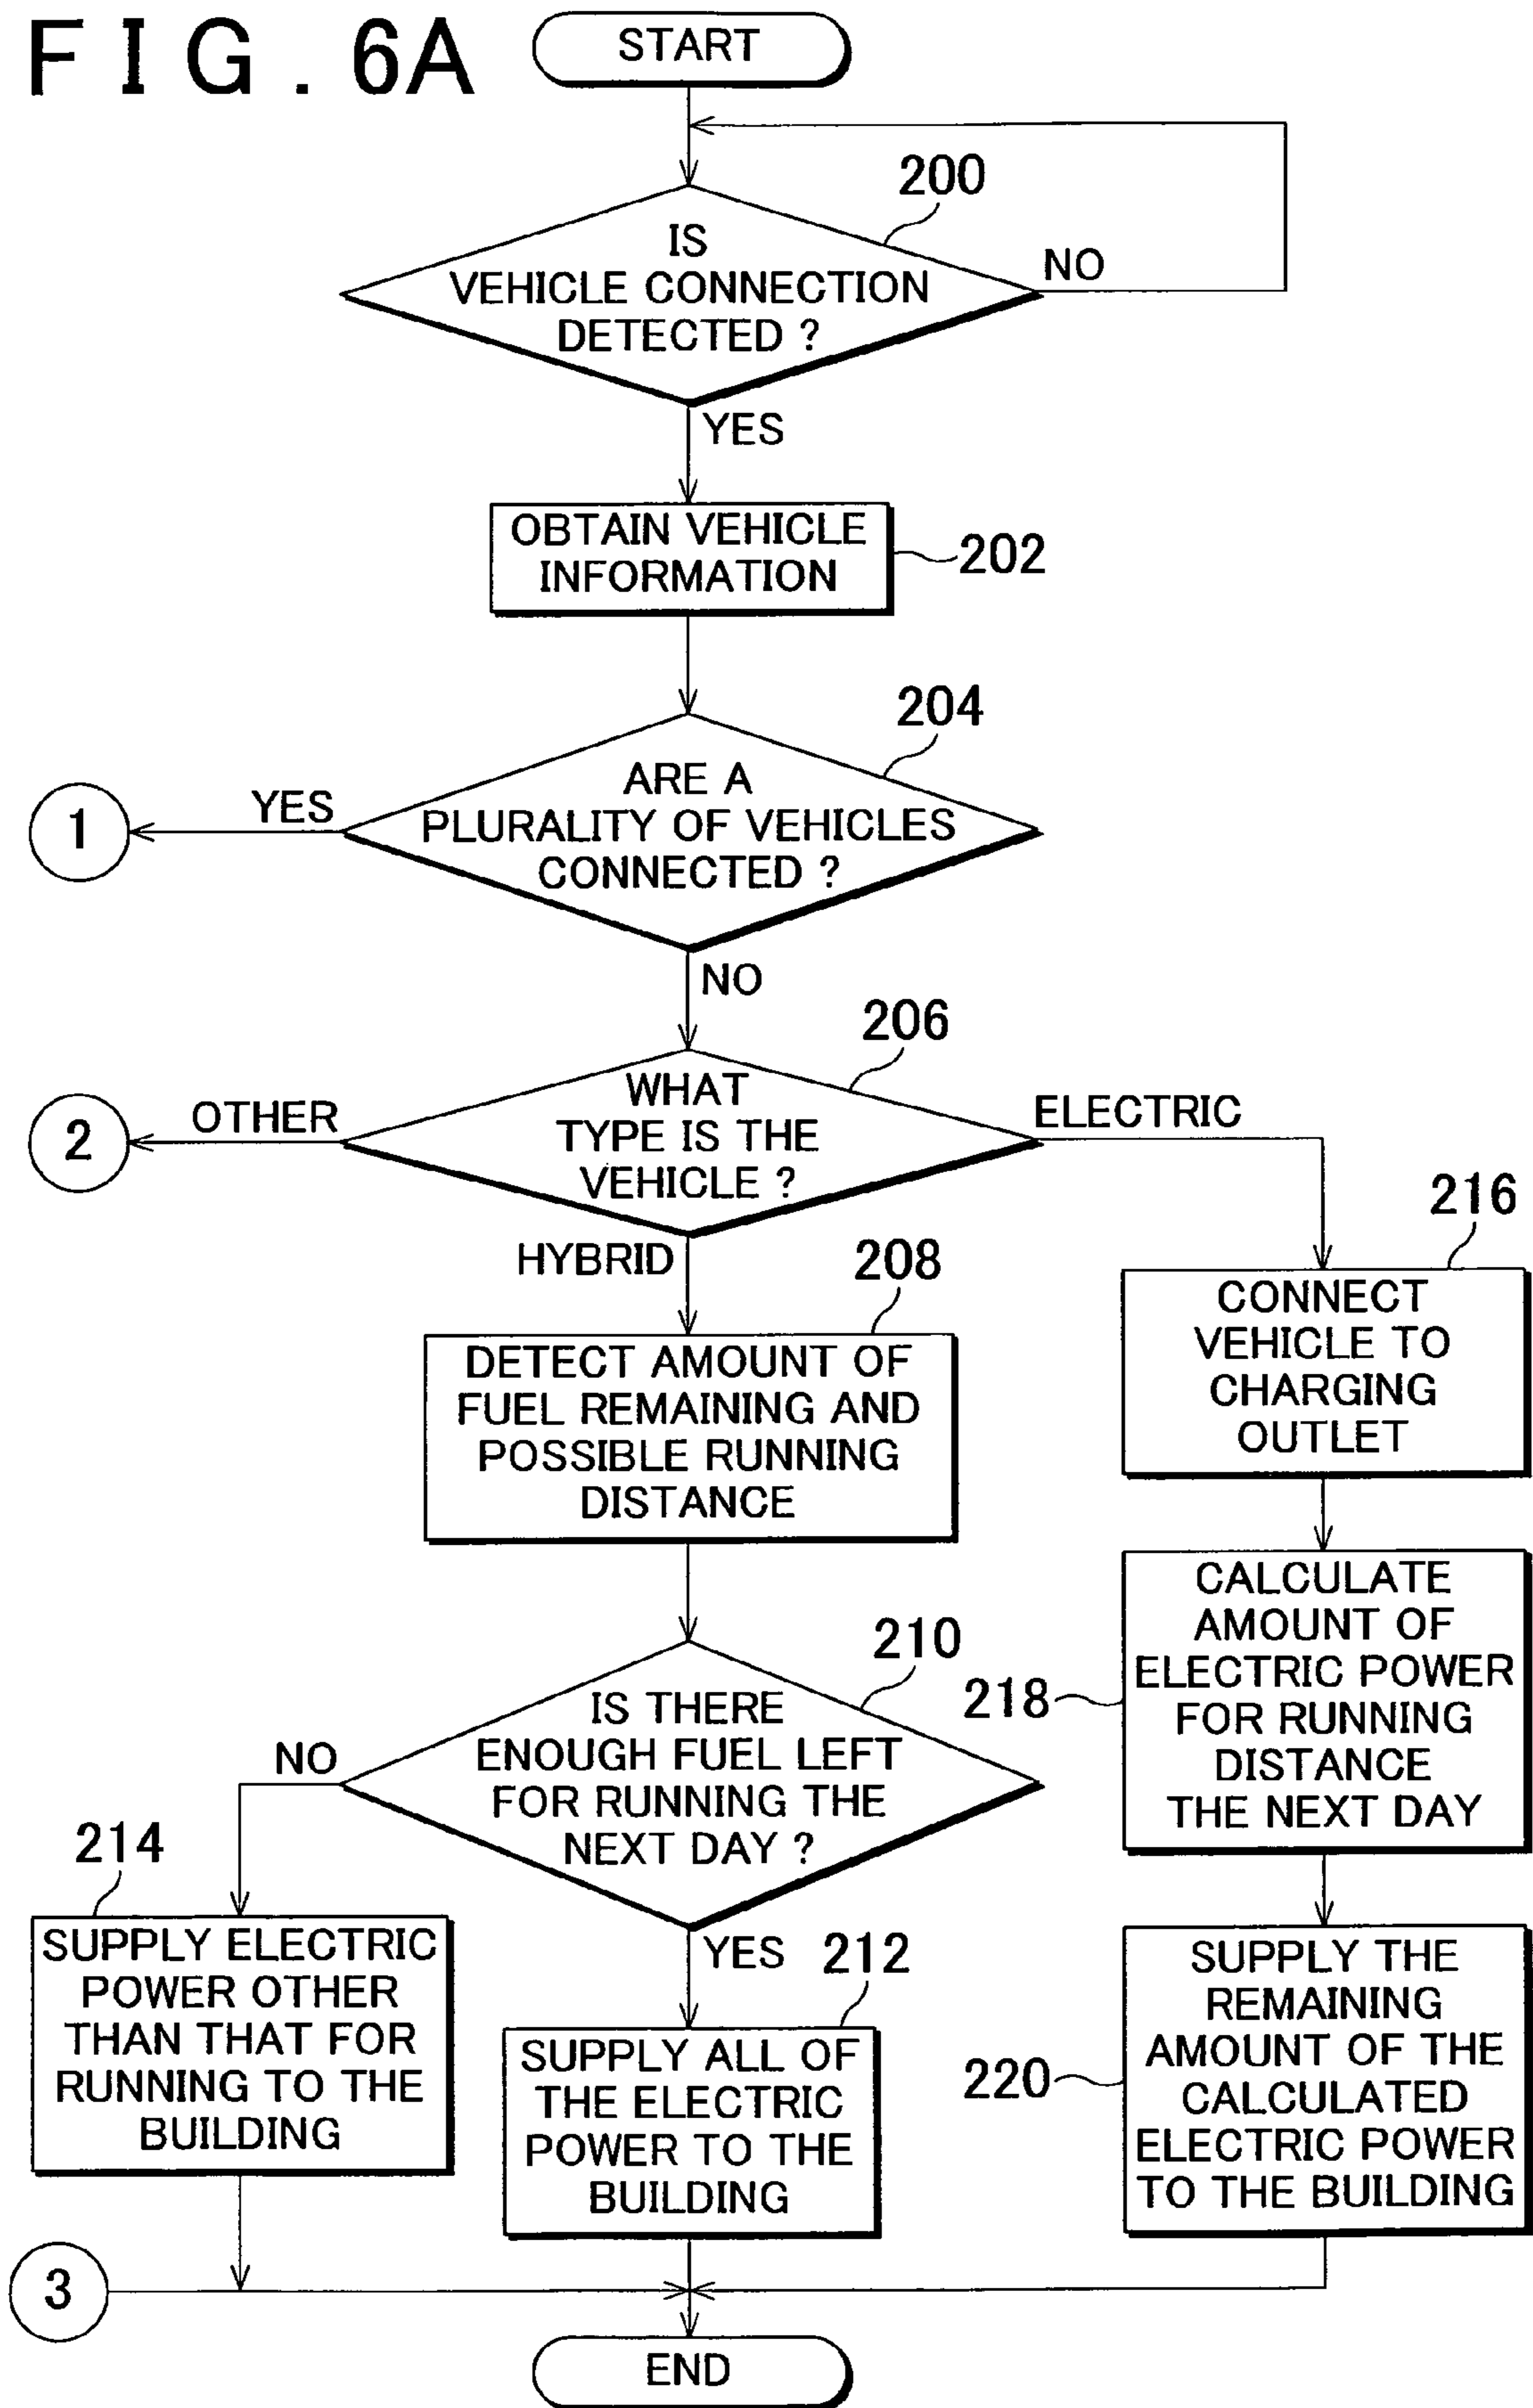 FIG. 6A
START
200
IS
VEHICLE CONNECTION
DETECTED ?
NO
YES
OBTAIN VEHICLE
INFORMATION
202
204
ARE A
PLURALITY OF VEHICLES
CONNECTED ?
YES
1
NO
206
WHAT
TYPE IS THE
VEHICLE ?
OTHER
2
ELECTRIC
HYBRID
208
DETECT AMOUNT OF
FUEL REMAINING AND
POSSIBLE RUNNING
DISTANCE
216
CONNECT
VEHICLE TO
CHARGING
OUTLET
210
IS THERE
ENOUGH FUEL LEFT
FOR RUNNING THE
NEXT DAY ?
NO
218
CALCULATE
AMOUNT OF
ELECTRIC POWER
FOR RUNNING
DISTANCE
THE NEXT DAY
214
SUPPLY ELECTRIC
POWER OTHER
THAN THAT FOR
RUNNING TO THE
BUILDING
YES
212
SUPPLY ALL OF
THE ELECTRIC
POWER TO THE
BUILDING
220
SUPPLY THE
REMAINING
AMOUNT OF THE
CALCULATED
ELECTRIC POWER
TO THE BUILDING
3
END